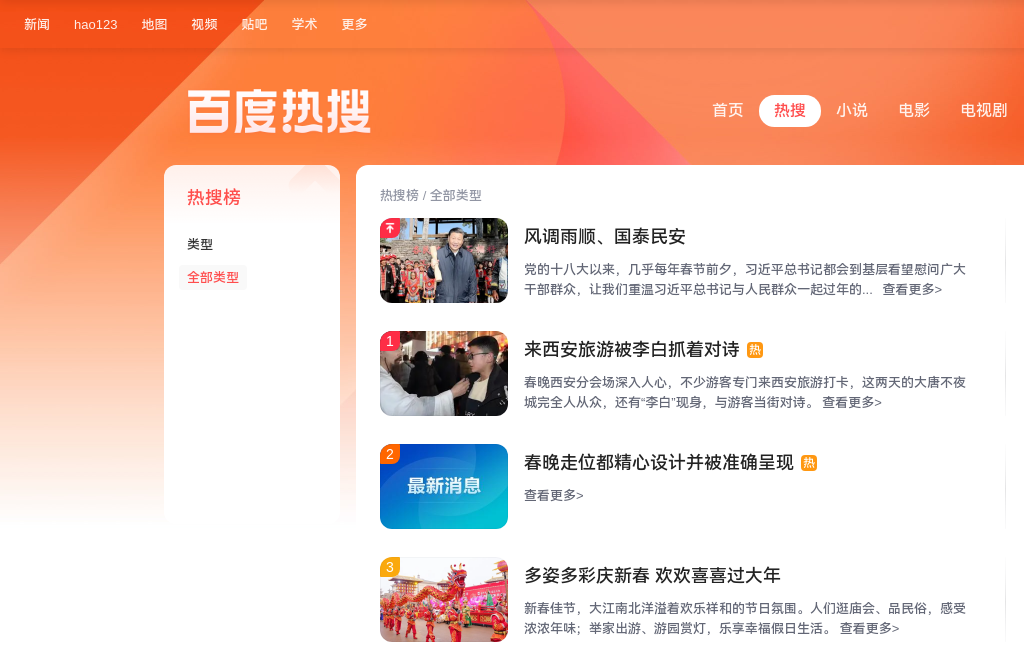 新闻 hao123 地图 视频 贴吧 学术 更多
百度热搜
首页 热搜 小说 电影 电视剧
热搜榜
类型
全部类型
热搜榜 / 全部类型
风调雨顺、国泰民安
党的十八大以来，几乎每年春节前夕，习近平总书记都会到基层看望慰问广大
干部群众，让我们重温习近平总书记与人民群众一起过年的... 查看更多>
1
来西安旅游被李白抓着对诗 热
春晚西安分会场深入人心，不少游客专门来西安旅游打卡，这两天的大唐不夜
城完全人从众，还有“李白”现身，与游客当街对诗。 查看更多>
2
最新消息
春晚走位都精心设计并被准确呈现 热
查看更多>
3
多姿多彩庆新春 欢欢喜喜过大年
新春佳节，大江南北洋溢着欢乐祥和的节日氛围。人们逛庙会、品民俗，感受
浓浓年味；举家出游、游园赏灯，乐享幸福假日生活。 查看更多>